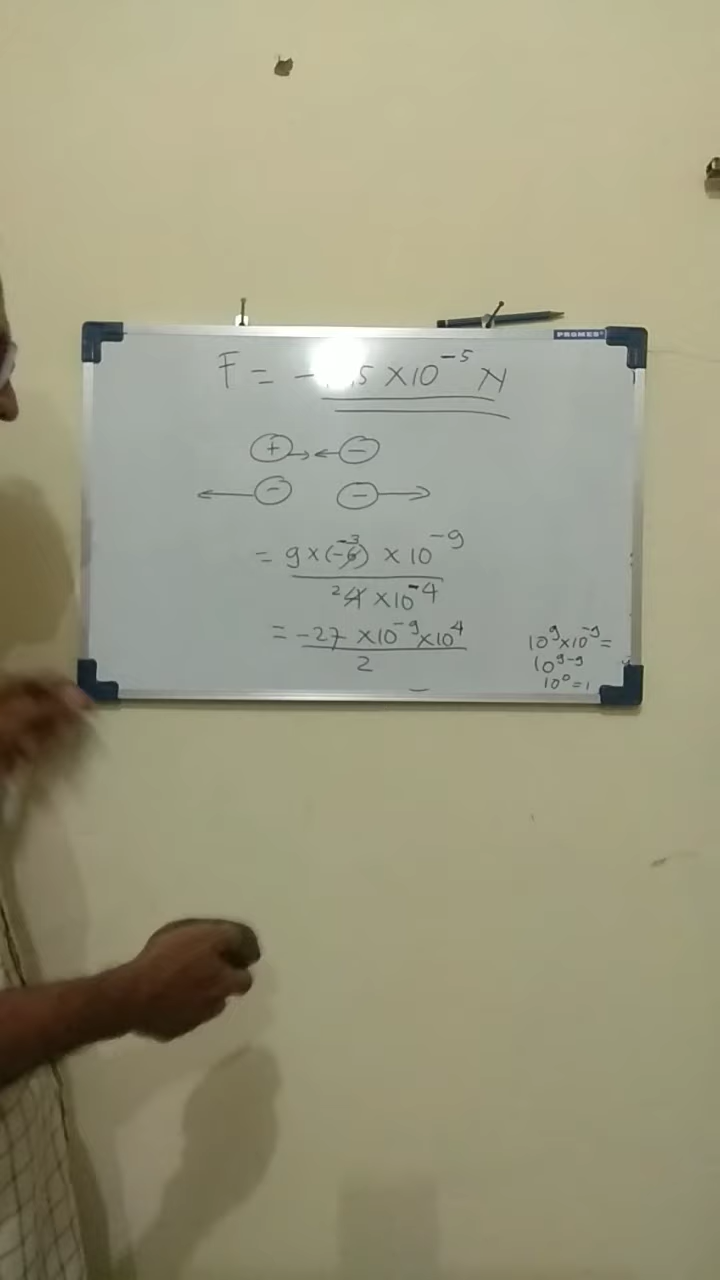 PROMES
F = - .5 ×10⁻⁵ N
+ -
- -
= 9×(-6) -3 × 10⁻⁹
2 4 ×10⁻⁴
= -27 ×10⁻⁹×10⁴
2
10⁹×10⁻⁹=
10⁹⁻⁹
10⁰=1